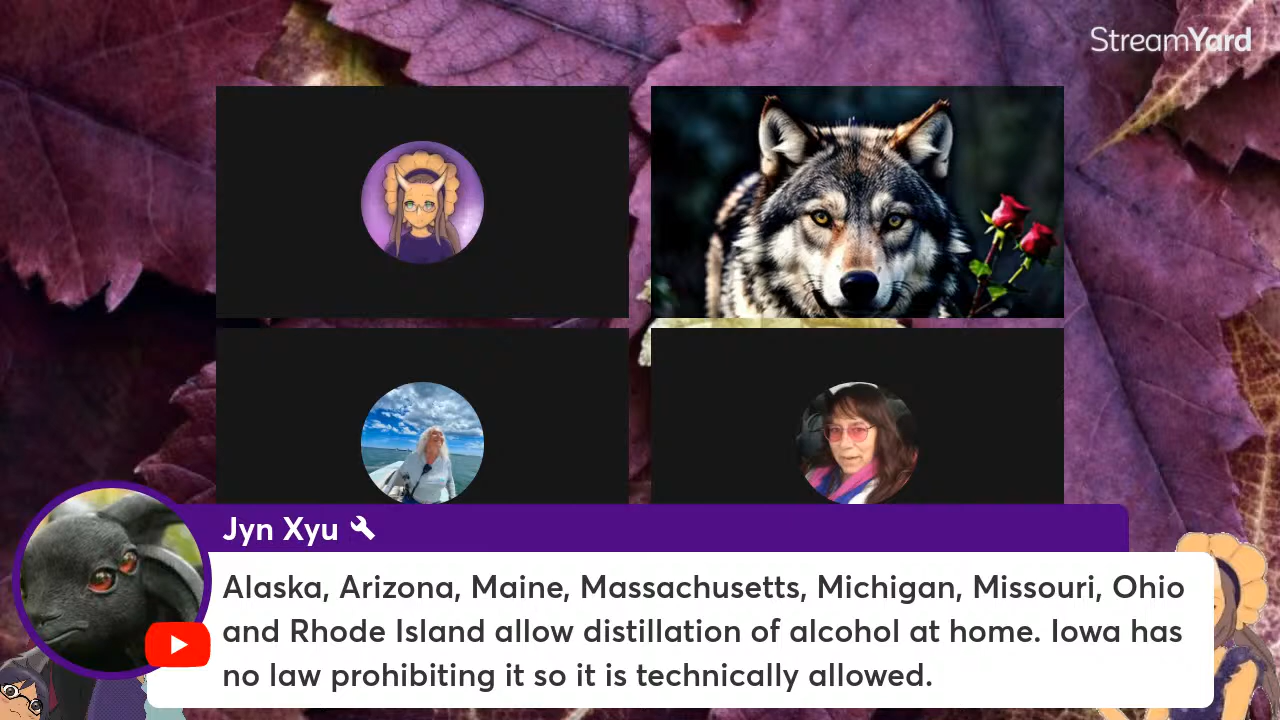 StreamYard
Jyn Xyu
Alaska, Arizona, Maine, Massachusetts, Michigan, Missouri, Ohio
and Rhode Island allow distillation of alcohol at home. Iowa has
no law prohibiting it so it is technically allowed.